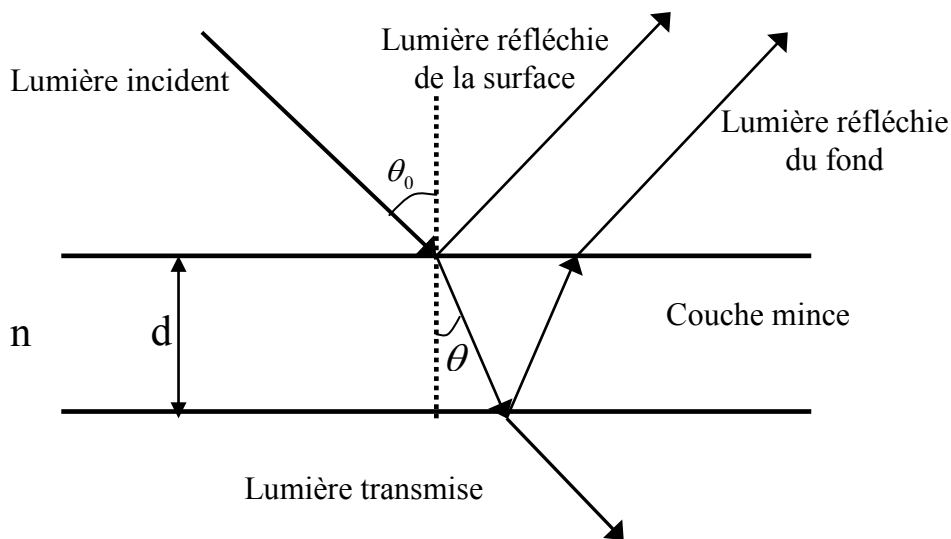 Lumière réfléchie
de la surface
Lumière incident
Lumière réfléchie
du fond
θ₀
n
d
θ
Couche mince
Lumière transmise